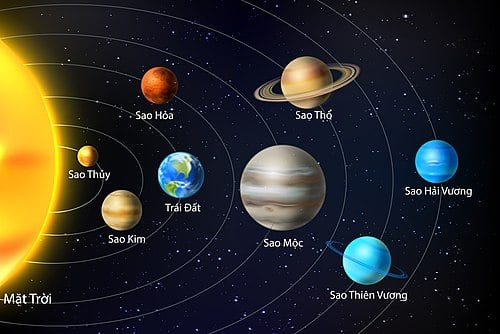 Sao Hỏa
Sao Thổ
Sao Thủy
Sao Hải Vương
Trái Đất
Sao Kim
Sao Mộc
Mặt Trời
Sao Thiên Vương